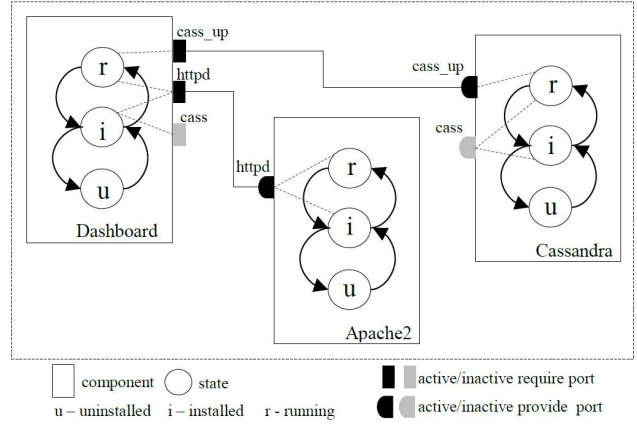 cass_up
httpd
cass
r
i
u
Dashboard
httpd
r
i
u
Apache2
cass_up
cass
r
i
u
Cassandra
component
state
active/inactive require port
u – uninstalled i – installed r - running
active/inactive provide port